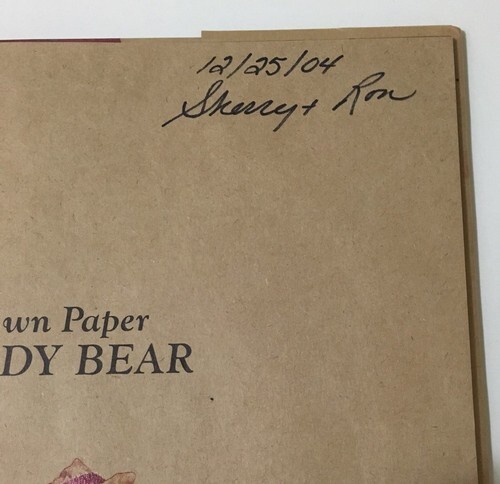 12/25/04
Sherry + Ron
wn Paper
DY BEAR